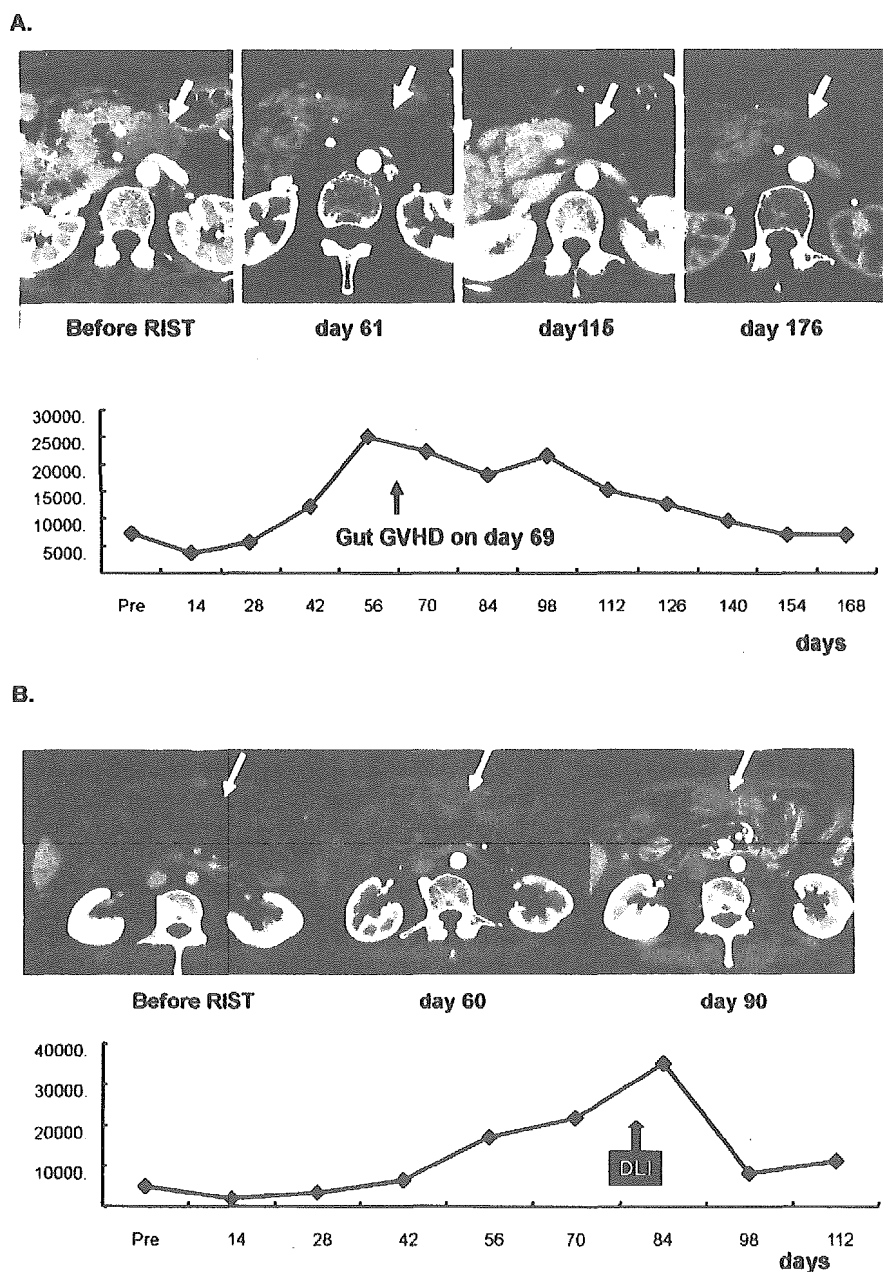 A.
Before RIST day 61 day115 day 176
30000.
25000.
20000.
15000.
10000.
5000.
Gut GVHD on day 69
Pre 14 28 42 56 70 84 98 112 126 140 154 168
days
B.
Before RIST day 60 day 90
40000.
30000.
20000.
10000.
DLI
Pre 14 28 42 56 70 84 98 112
days